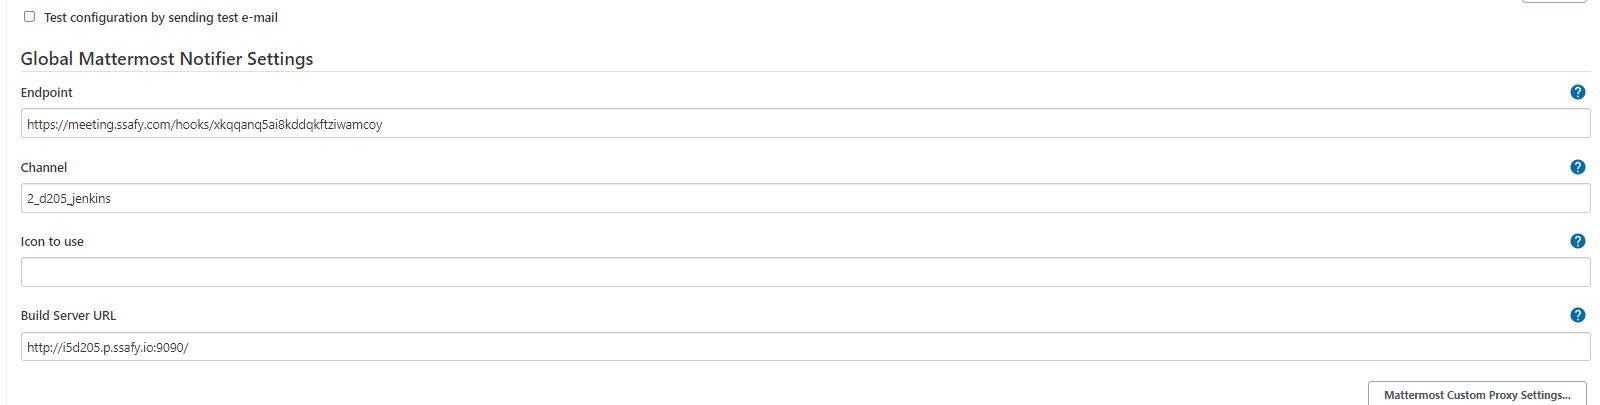 Test configuration by sending test e-mail
Global Mattermost Notifier Settings
Endpoint
https://meeting.ssafy.com/hooks/xkqqanq5ai8kddqkftziwamcoy
Channel
2_d205_jenkins
Icon to use
Build Server URL
http://i5d205.p.ssafy.io:9090/
Mattermost Custom Proxy Settings...